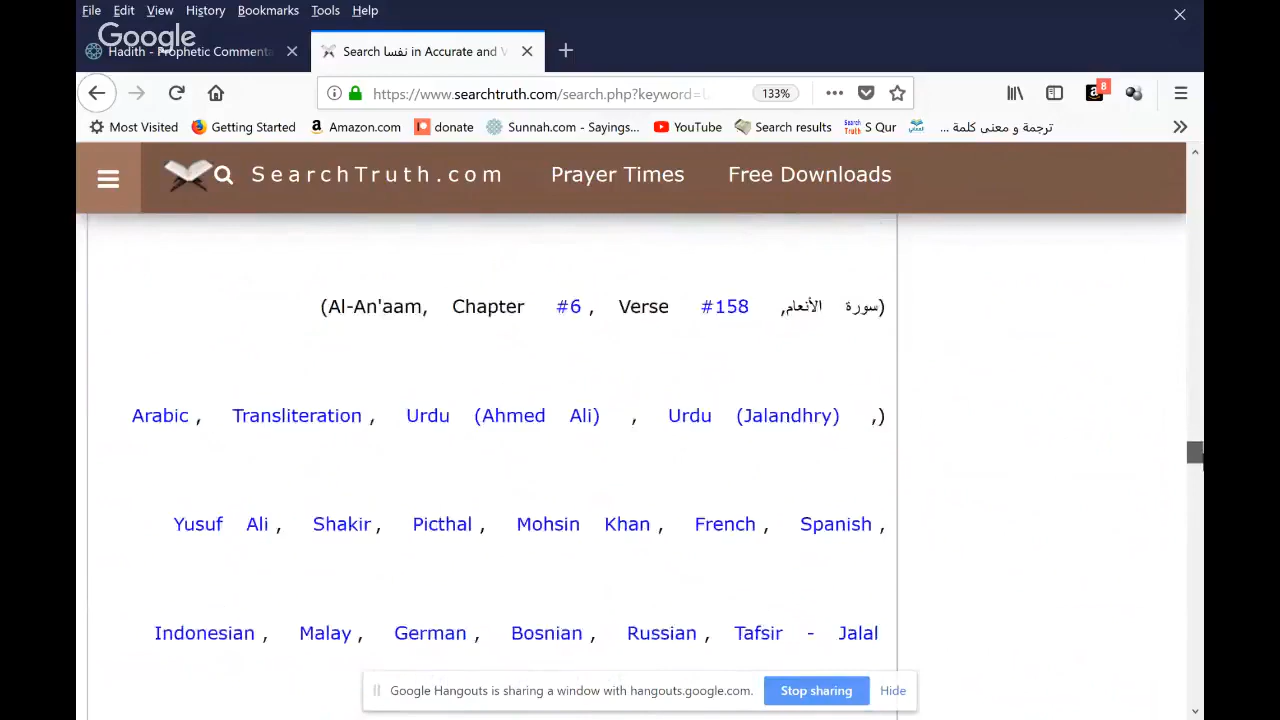 File Edit View History Bookmarks Tools Help
Google
Hadith - Prophetic Commenta
Search نفسا in Accurate and V
https://www.searchtruth.com/search.php?keyword= 133%
8
Most Visited Getting Started Amazon.com donate Sunnah.com - Sayings... YouTube Search results Search Truth S Qur ترجمة و معنى كلمة ...
SearchTruth.com Prayer Times Free Downloads
(Al-An'aam, Chapter #6 , Verse #158 ,سورة الأنعام)
Arabic , Transliteration , Urdu (Ahmed Ali) , Urdu (Jalandhry) ,)
Yusuf Ali , Shakir , Picthal , Mohsin Khan , French , Spanish ,
Indonesian , Malay , German , Bosnian , Russian , Tafsir - Jalal
Google Hangouts is sharing a window with hangouts.google.com. Stop sharing Hide